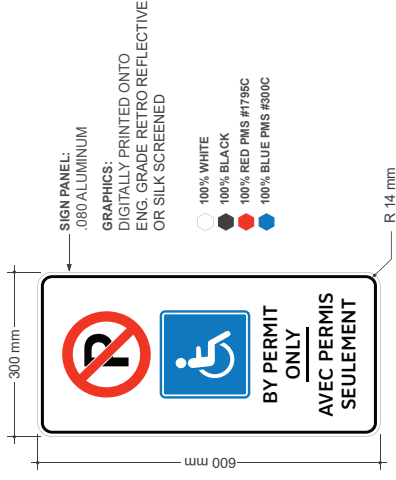 300 mm
600 mm
P
BY PERMIT
ONLY
AVEC PERMIS
SEULEMENT
SIGN PANEL:
.080 ALUMINUM
GRAPHICS:
DIGITALLY PRINTED ONTO
ENG. GRADE RETRO REFLECTIVE
OR SILK SCREENED
100% WHITE
100% BLACK
100% RED PMS #1795C
100% BLUE PMS #300C
R 14 mm